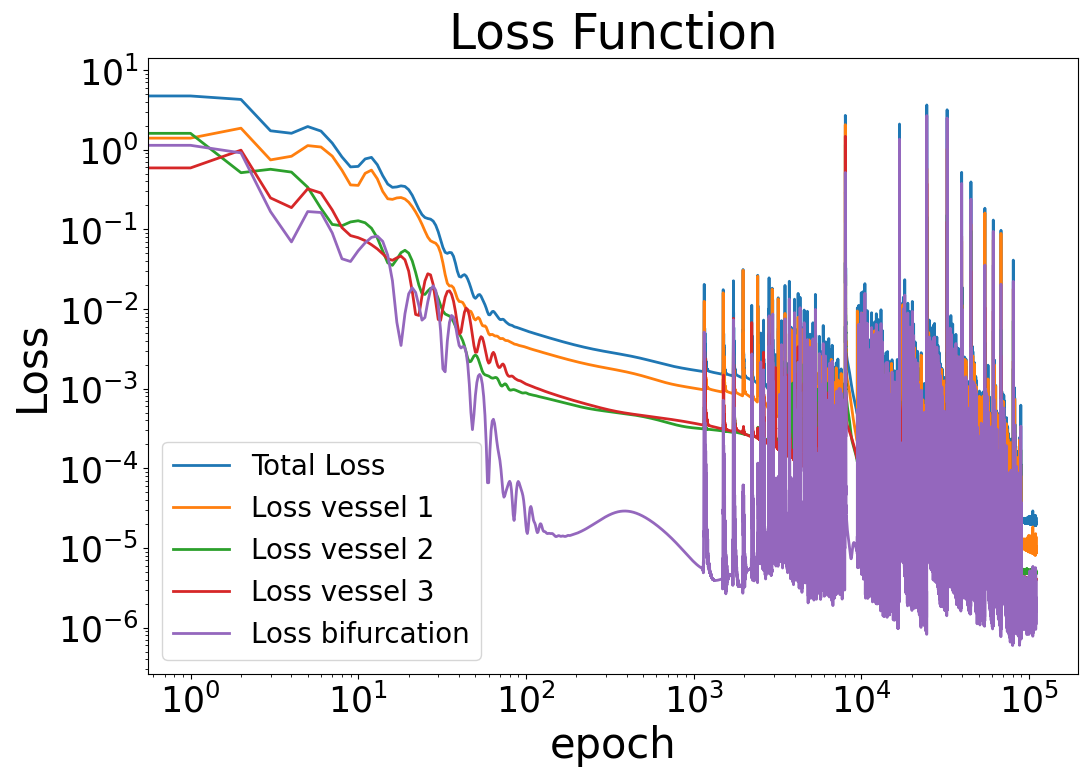 Loss Function
Loss
10^1
10^0
10^-1
10^-2
10^-3
10^-4
10^-5
10^-6
Total Loss
Loss vessel 1
Loss vessel 2
Loss vessel 3
Loss bifurcation
10^0 10^1 10^2 10^3 10^4 10^5
epoch